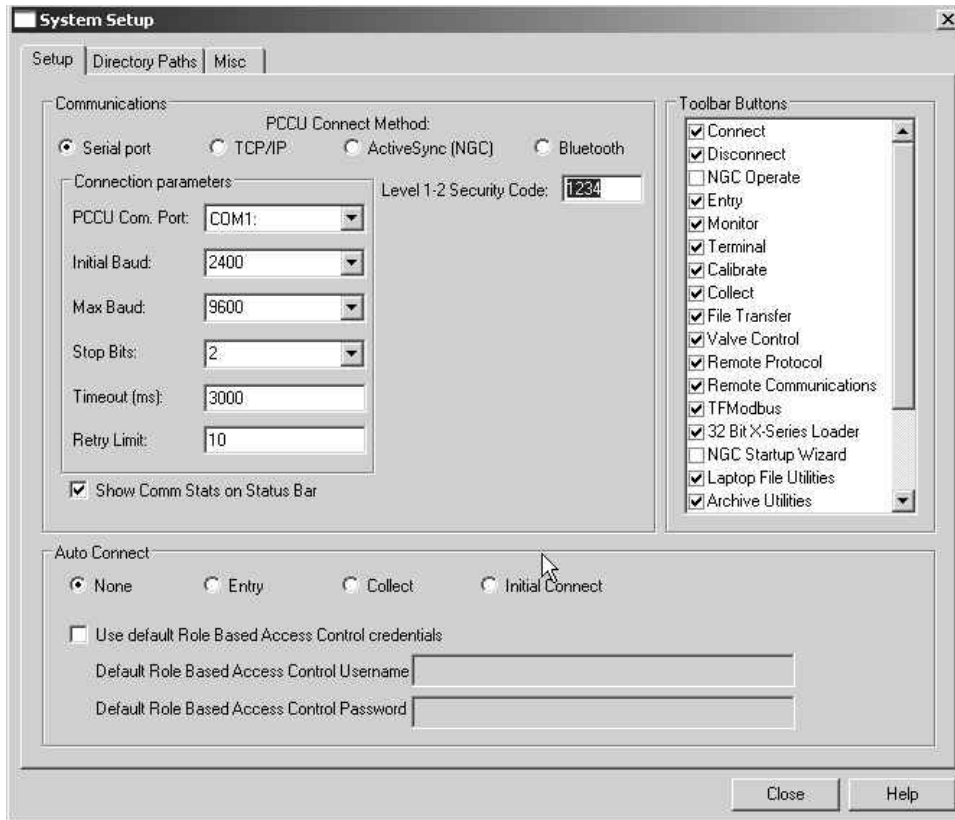 System Setup
Setup
Directory Paths
Misc
Communications
PCCU Connect Method:
Serial port
TCP/IP
ActiveSync (NGC)
Bluetooth
Connection parameters
Level 1-2 Security Code: 1234
PCCU Com. Port: COM1:
Initial Baud: 2400
Max Baud: 9600
Stop Bits: 2
Timeout (ms): 3000
Retry Limit: 10
Show Comm Stats on Status Bar
Toolbar Buttons
Connect
Disconnect
NGC Operate
Entry
Monitor
Terminal
Calibrate
Collect
File Transfer
Valve Control
Remote Protocol
Remote Communications
TFModbus
32 Bit X-Series Loader
NGC Startup Wizard
Laptop File Utilities
Archive Utilities
Auto Connect
None
Entry
Collect
Initial Connect
Use default Role Based Access Control credentials
Default Role Based Access Control Username
Default Role Based Access Control Password
Close
Help